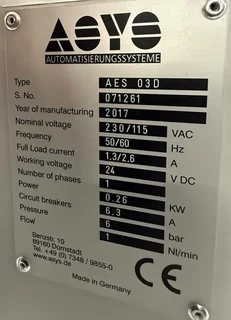 ASYS
AUTOMATISIERUNGSSYSTEME
Type AES 03D
S. No. 071261
Year of manufacturing 2017
Nominal voltage 230/115 VAC
Frequency 50/60 Hz
Full Load current 1.3/2.6 A
Working voltage 24 V DC
Number of phases 1
Power 0.26 KW
Circuit breakers 6.3 A
Pressure 6 bar
Flow 1 Nl/min
Benzstr. 10
89160 Dornstadt
Tel. +49 (0) 7348 / 9855-0
www.asys.de
Made in Germany
CE